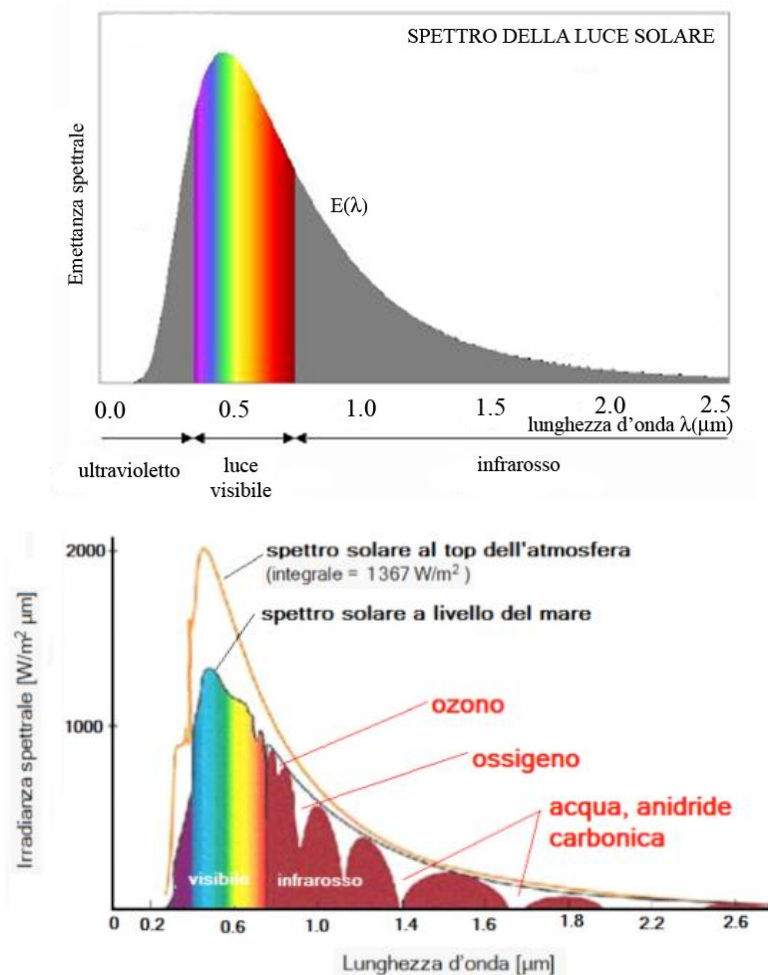 SPETTRO DELLA LUCE SOLARE
Emettanza spettrale
E(λ)
0.0 0.5 1.0 1.5 2.0 2.5
lunghezza d'onda λ(μm)
ultravioletto
luce
visibile
infrarosso
2000
spettro solare al top dell'atmosfera
(integrale = 1367 W/m²)
spettro solare a livello del mare
Irradianza spettrale [W/m² μm]
1000
ozono
ossigeno
acqua, anidride
carbonica
visibile
infrarosso
0 0.2 0.6 1.0 1.4 1.6 1.8 2.2 2.6
Lunghezza d'onda [μm]